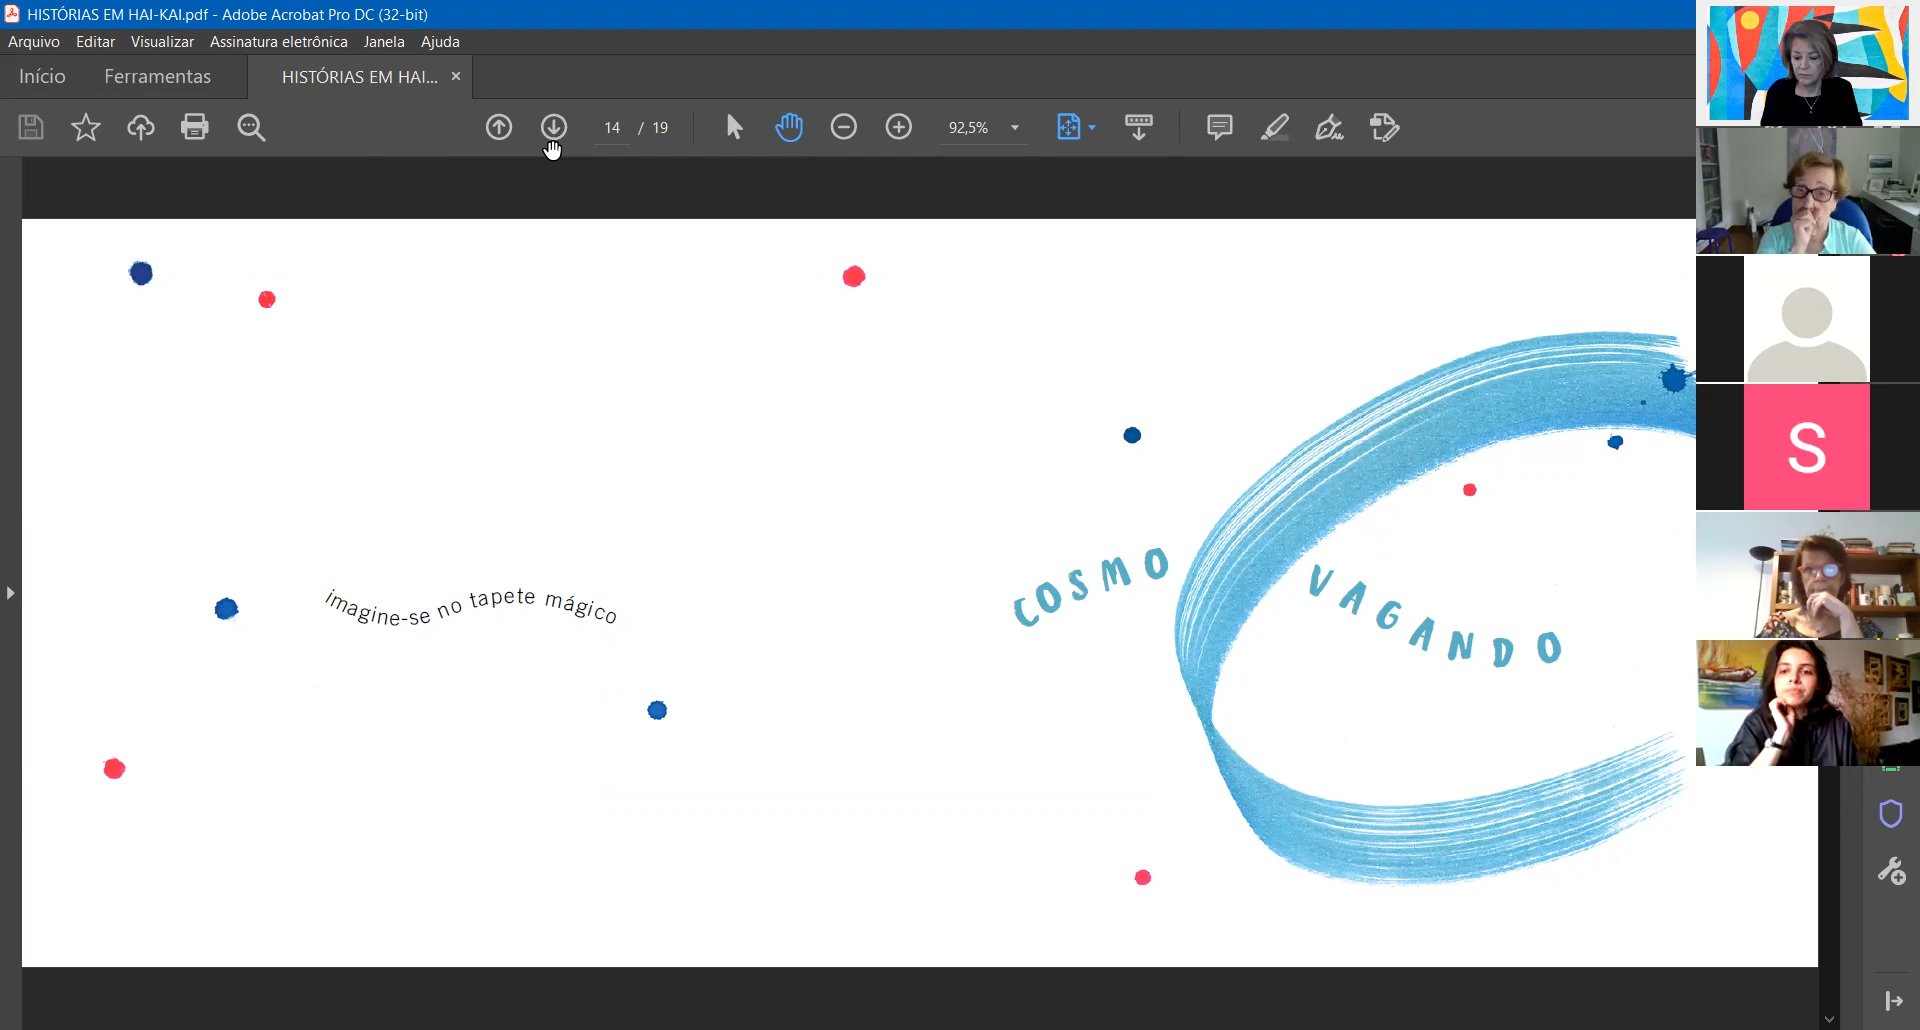 HISTÓRIAS EM HAI-KAI.pdf - Adobe Acrobat Pro DC (32-bit)
Arquivo Editar Visualizar Assinatura eletrônica Janela Ajuda
Início Ferramentas HISTÓRIAS EM HAI... ×
14 / 19 92,5%
imagine-se no tapete mágico
COSMO VAGANDO
S